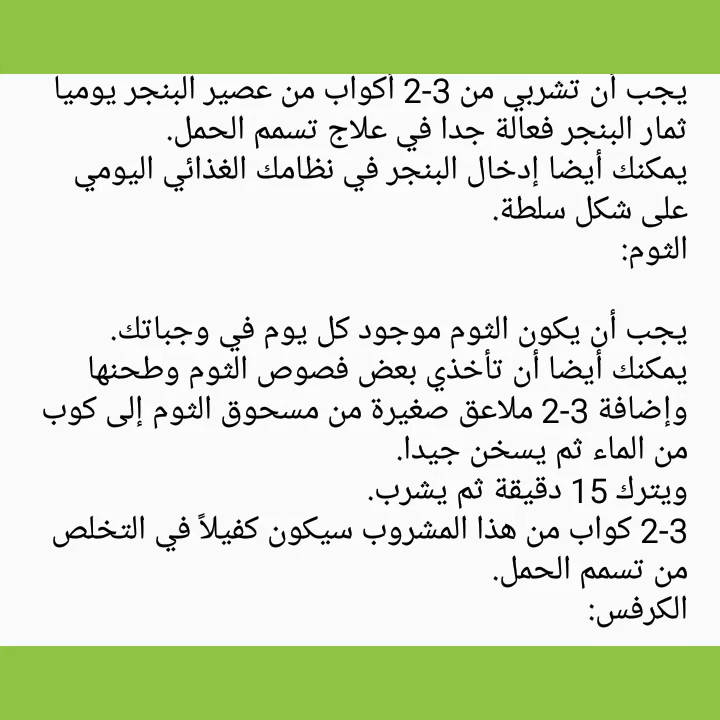 يجب أن تشربي من 3-2 أكواب من عصير البنجر يوميا
ثمار البنجر فعالة جدا في علاج تسمم الحمل.
يمكنك أيضا إدخال البنجر في نظامك الغذائي اليومي
على شكل سلطة.
الثوم:
يجب أن يكون الثوم موجود كل يوم في وجباتك.
يمكنك أيضا أن تأخذي بعض فصوص الثوم وطحنها
وإضافة 3-2 ملاعق صغيرة من مسحوق الثوم إلى كوب
من الماء ثم يسخن جيدا.
ويترك 15 دقيقة ثم يشرب.
3-2 كواب من هذا المشروب سيكون كفيلاً في التخلص
من تسمم الحمل.
الكرفس: